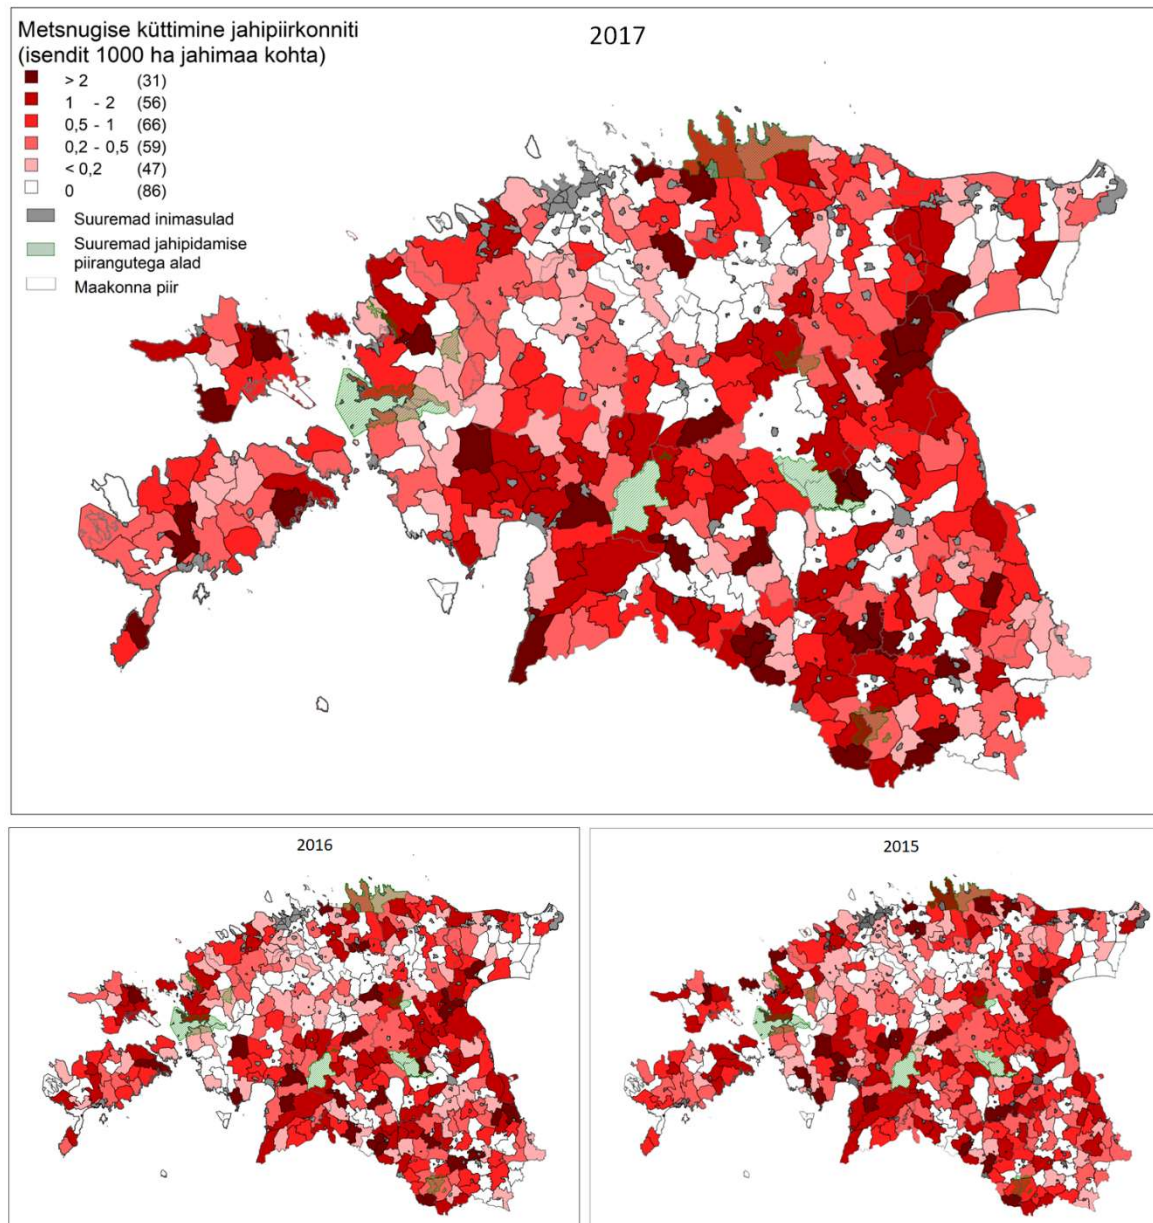 Metsnugise küttimine jahipiirkonniti
(isendit 1000 ha jahimaa kohta)
2017
> 2 (31)
1 - 2 (56)
0,5 - 1 (66)
0,2 - 0,5 (59)
< 0,2 (47)
0 (86)
Suuremad inimasulad
Suuremad jahipidamise
piirangutega alad
Maakonna piir
2016
2015